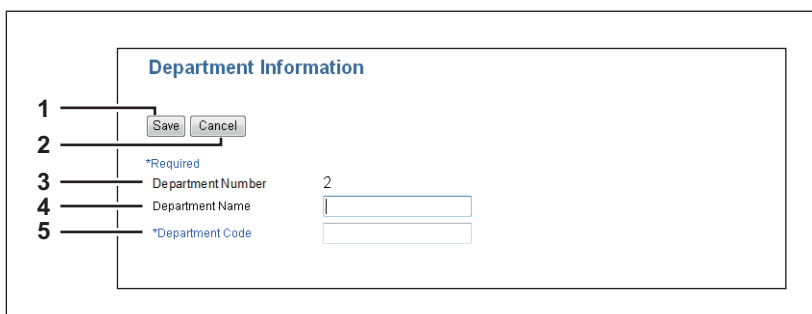 Department Information
1
Save Cancel
2
*Required
3 Department Number 2
4 Department Name
5 *Department Code